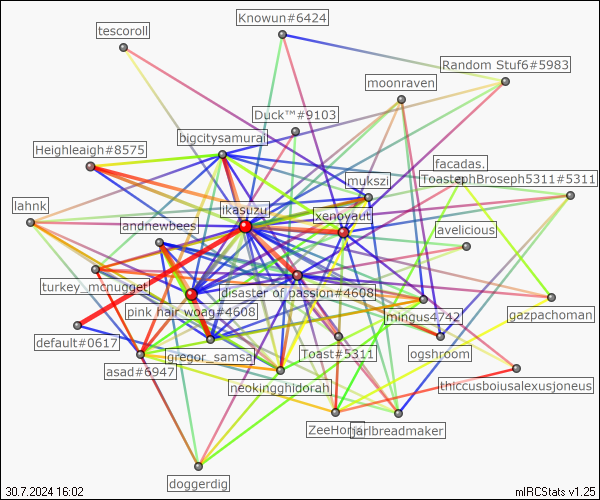 Knowun#6424
tescoroll
Random Stuf6#5983
moonraven
Duck™#9103
bigcitysamurai
Heighleaigh#8575
facadas.
mukszi
ToastephBroseph5311#5311
lahnk
ikasuzu
xenoyaut
andnewbees
avelicious
turkey_mcnugget
disaster of passion#4608
pink hair woag#4608
mingus4742
gazpachoman
default#0617
gregor_samsa
Toast#5311
ogshroom
asad#6947
neokingghidorah
thiccusboiusalexusjoneus
jarlbreadmaker
doggerdig
30.7.2024 16:02
mIRCStats v1.25